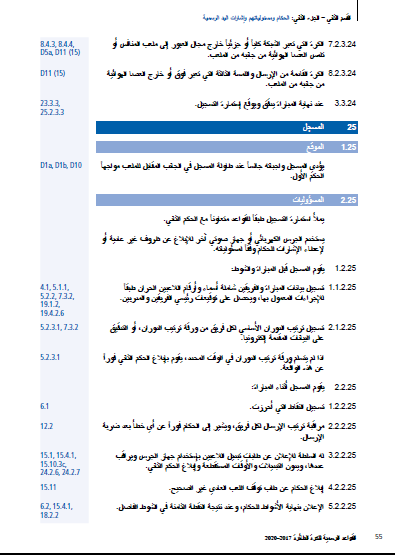 القسم الثاني – الجزء الثاني: الحكام ومسئولياتهم وإشارات اليد الرسمية
7.2.3.24 الكرة التي تعبر الشبكة كلياً أو جزئياً خارج مجال العبور إلى ملعب المنافس أو 8.4.3, 8.4.4,
تلمس العصا الهوائية من جانبه من الملعب. D5a, D11 (15)
8.2.3.24 الكرة القادمة من الإرسال واللمسة الثالثة التي تعبر فوق أو خارج العصا الهوائية D11 (15)
من جانبه من الملعب.
3.3.24 عند نهاية المباراة يدقق ويوقع إستمارة التسجيل. 23.3.3,
25.2.3.3
25 المسجل
1.25 الموقع
يؤدي المسجل واجباته جالساً عند طاولة المسجل في الجانب المقابل للملعب مواجهاً D1a, D1b, D10
الحكم الأول.
2.25 المسؤوليات
يملأ استمارة التسجيل طبقاً للقواعد متعاوناً مع الحكم الثاني.
يستخدم الجرس الكهربائي أو جهاز صوتي آخر للإبلاغ عن ظروف غير عادية أو
لإعطاء الإشارات للحكام وفقاً لمسئولياته.
1.2.25 يقوم المسجل قبل المباراة والشوط:
1.1.2.25 تسجيل بيانات المباراة والفريقين شاملة أسماء وأرقام اللاعبين الحران طبقاً 4.1, 5.1.1,
للإجراءات المعمول بها، ويحصل على توقيعات رئيسي الفريقين والمدربين. 5.2.2, 7.3.2,
19.1.2,
19.4.2.6
2.1.2.25 تسجيل ترتيب الدوران الأساسي لكل فريق من ورقة ترتيب الدوران، أو التدقيق 5.2.3.1, 7.3.2
على البيانات المقدمة إلكترونياً.
اذا لم يتسلم ورقة ترتيب الدوران في الوقت المحدد، يقوم بإبلاغ الحكم الثاني فوراً 5.2.3.1
عن هذه الواقعة.
2.2.25 يقوم المسجل أثناء المباراة:
1.2.2.25 تسجيل النقاط التي أحرزت. 6.1
2.2.2.25 مراقبة ترتيب الإرسال لكل فريق، ويشير إلى الحكام فوراً عن أي خطأ بعد ضربة 12.2
الإرسال.
3.2.2.25 له السلطة للإعلان عن طلبات تبديل اللاعبين بإستخدام جهاز الجرس ويراقب 15.1, 15.4.1,
عددها، ويدون التبديلات والأوقات المستقطعة وإبلاغ الحكم الثاني. 15.10.3c,
24.2.6, 24.2.7
4.2.2.25 إبلاغ الحكام عن طلب توقف اللعب العادي غير الصحيح. 15.11
5.2.2.25 الإعلان بنهاية الأشواط للحكام، وعند نتيجة النقطة الثامنة في الشوط الفاصل. 6.2, 15.4.1,
18.2.2
القواعد الرسمية للكرة الطائرة 2017–2020 55